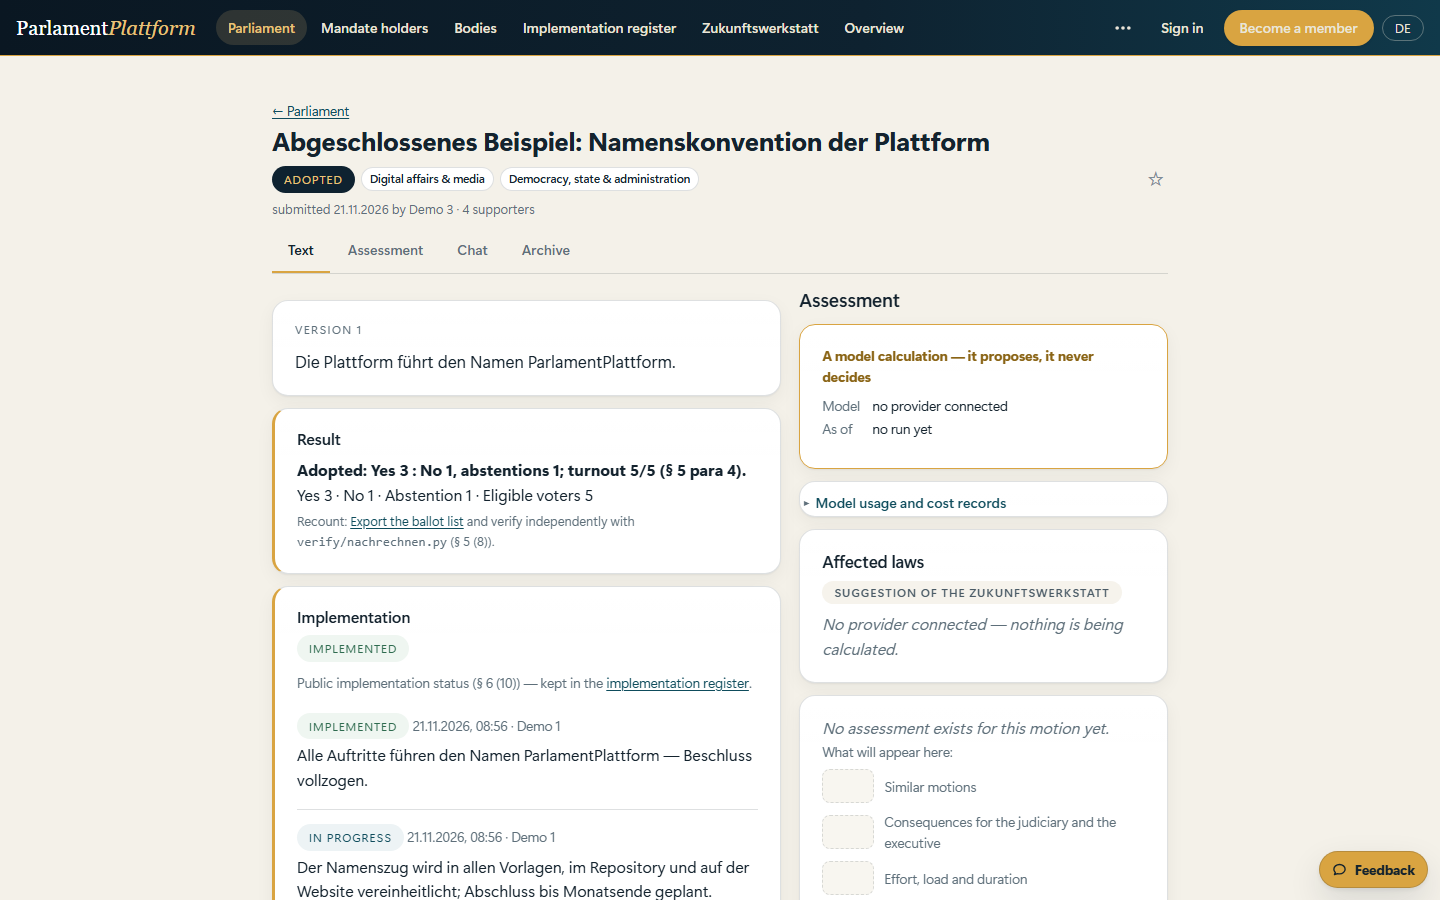 ParlamentPlattform
Parliament
Mandate holders
Bodies
Implementation register
Zukunftswerkstatt
Overview
•••
Sign in
Become a member
DE
← Parliament
Abgeschlossenes Beispiel: Namenskonvention der Plattform
ADOPTED
Digital affairs & media
Democracy, state & administration
submitted 21.11.2026 by Demo 3 · 4 supporters
Text
Assessment
Chat
Archive
VERSION 1
Die Plattform führt den Namen ParlamentPlattform.
Result
Adopted: Yes 3 : No 1, abstentions 1; turnout 5/5 (§ 5 para 4).
Yes 3 · No 1 · Abstention 1 · Eligible voters 5
Recount: Export the ballot list and verify independently with
verify/nachrechnen.py (§ 5 (8)).
Implementation
IMPLEMENTED
Public implementation status (§ 6 (10)) — kept in the implementation register.
IMPLEMENTED 21.11.2026, 08:56 · Demo 1
Alle Auftritte führen den Namen ParlamentPlattform — Beschluss
vollzogen.
IN PROGRESS 21.11.2026, 08:56 · Demo 1
Der Namenszug wird in allen Vorlagen, im Repository und auf der
Website vereinheitlicht; Abschluss bis Monatsende geplant.
Assessment
A model calculation — it proposes, it never
decides
Model no provider connected
As of no run yet
Model usage and cost records
Affected laws
SUGGESTION OF THE ZUKUNFTSWERKSTATT
No provider connected — nothing is being
calculated.
No assessment exists for this motion yet.
What will appear here:
Similar motions
Consequences for the judiciary and the
executive
Effort, load and duration
Feedback